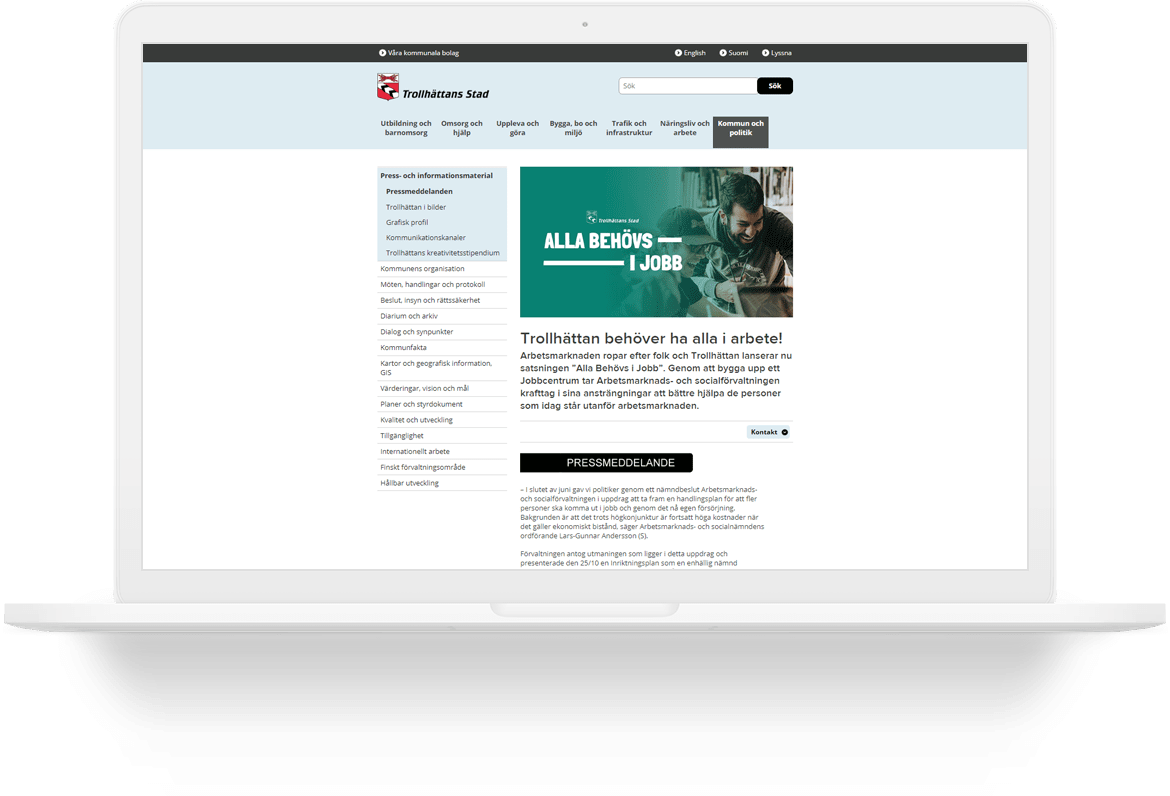 Våra kommunala bolag
English
Suomi
Lyssna
Trollhättans Stad
Sök
Sök
Utbildning och
barnomsorg
Omsorg och
hjälp
Uppleva och
göra
Bygga, bo och
miljö
Trafik och
infrastruktur
Näringsliv och
arbete
Kommun och
politik
Press- och informationsmaterial
Pressmeddelanden
Trollhättan i bilder
Grafisk profil
Kommunikationskanaler
Trollhättans kreativitetsstipendium
Kommunens organisation
Möten, handlingar och protokoll
Beslut, insyn och rättssäkerhet
Diarium och arkiv
Dialog och synpunkter
Kommunfakta
Kartor och geografisk information,
GIS
Värderingar, vision och mål
Planer och styrdokument
Kvalitet och utveckling
Tillgänglighet
Internationellt arbete
Finskt förvaltningsområde
Hållbar utveckling
Trollhättans Stad
ALLA BEHÖVS
I JOBB
Trollhättan behöver ha alla i arbete!
Arbetsmarknaden ropar efter folk och Trollhättan lanserar nu
satsningen "Alla Behövs i Jobb". Genom att bygga upp ett
Jobbcentrum tar Arbetsmarknads- och socialförvaltningen
krafttag i sina ansträngningar att bättre hjälpa de personer
som idag står utanför arbetsmarknaden.
Kontakt
PRESSMEDDELANDE
– I slutet av juni gav vi politiker genom ett nämndbeslut Arbetsmarknads-
och socialförvaltningen i uppdrag att ta fram en handlingsplan för att fler
personer ska komma ut i jobb och genom det nå egen försörjning.
Bakgrunden är att det trots högkonjunktur är fortsatt höga kostnader när
det gäller ekonomiskt bistånd, säger Arbetsmarknads- och socialnämndens
ordförande Lars-Gunnar Andersson (S).
Förvaltningen antog utmaningen som ligger i detta uppdrag och
presenterade den 25/10 en Inriktningsplan som en enhällig nämnd